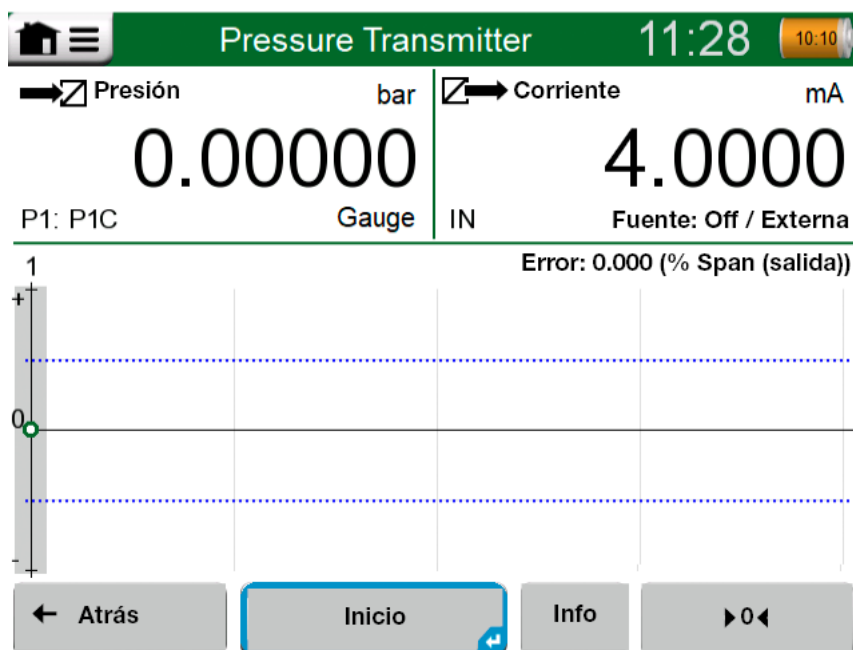 Pressure Transmitter 11:28 10:10
Presión bar
0.00000
P1: P1C Gauge
Corriente mA
4.0000
IN Fuente: Off / Externa
1 Error: 0.000 (% Span (salida))
+
0
-
Atrás Inicio Info 0